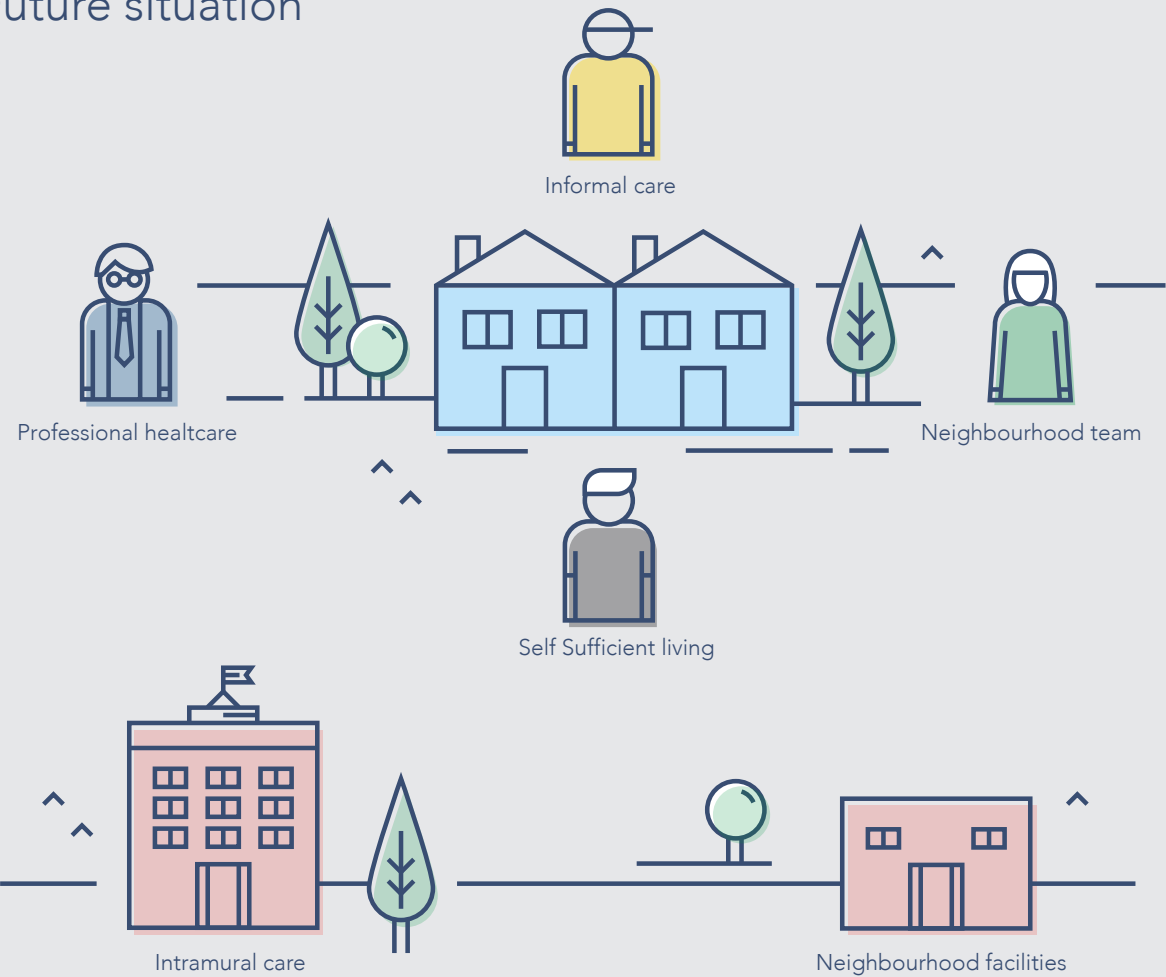 uture situation
Informal care
Professional healtcare
Neighbourhood team
Self Sufficient living
Intramural care
Neighbourhood facilities